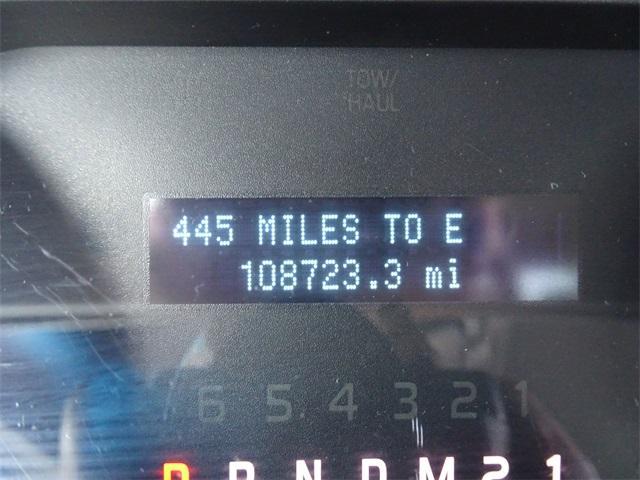 TOW/
HAUL
445 MILES TO E
108723.3 mi
6 5 4 3 2 1
P R N D M 2 1